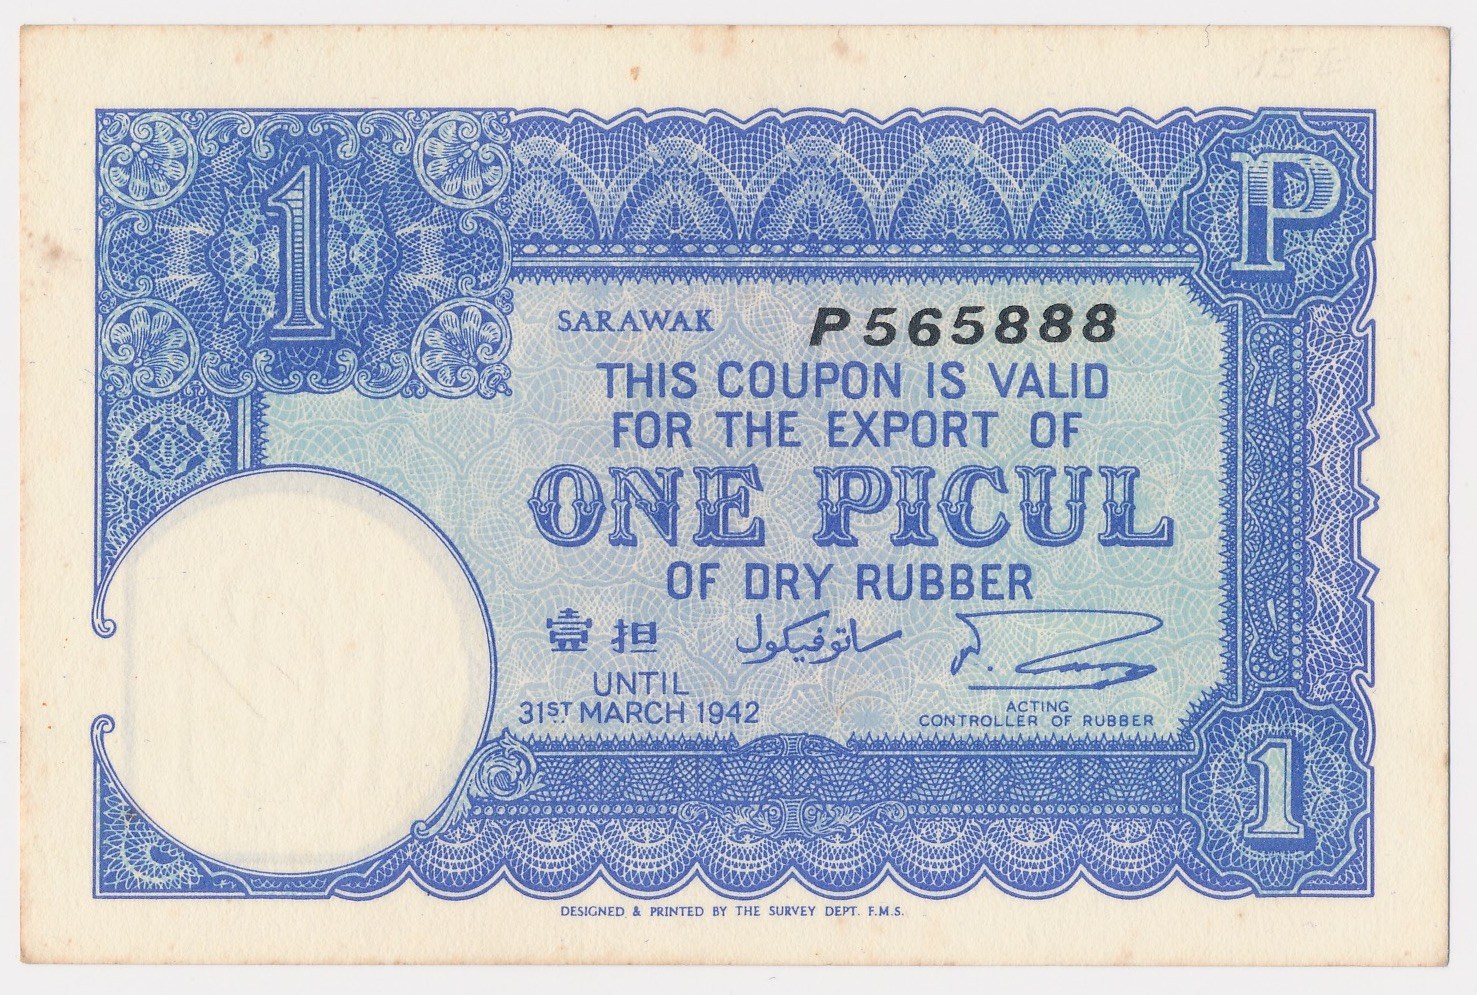 1
P
SARAWAK P565888
THIS COUPON IS VALID
FOR THE EXPORT OF
ONE PICUL
OF DRY RUBBER
壹担 ساتوفيكول
UNTIL
31ST. MARCH 1942
ACTING
CONTROLLER OF RUBBER
1
DESIGNED & PRINTED BY THE SURVEY DEPT. F.M.S.